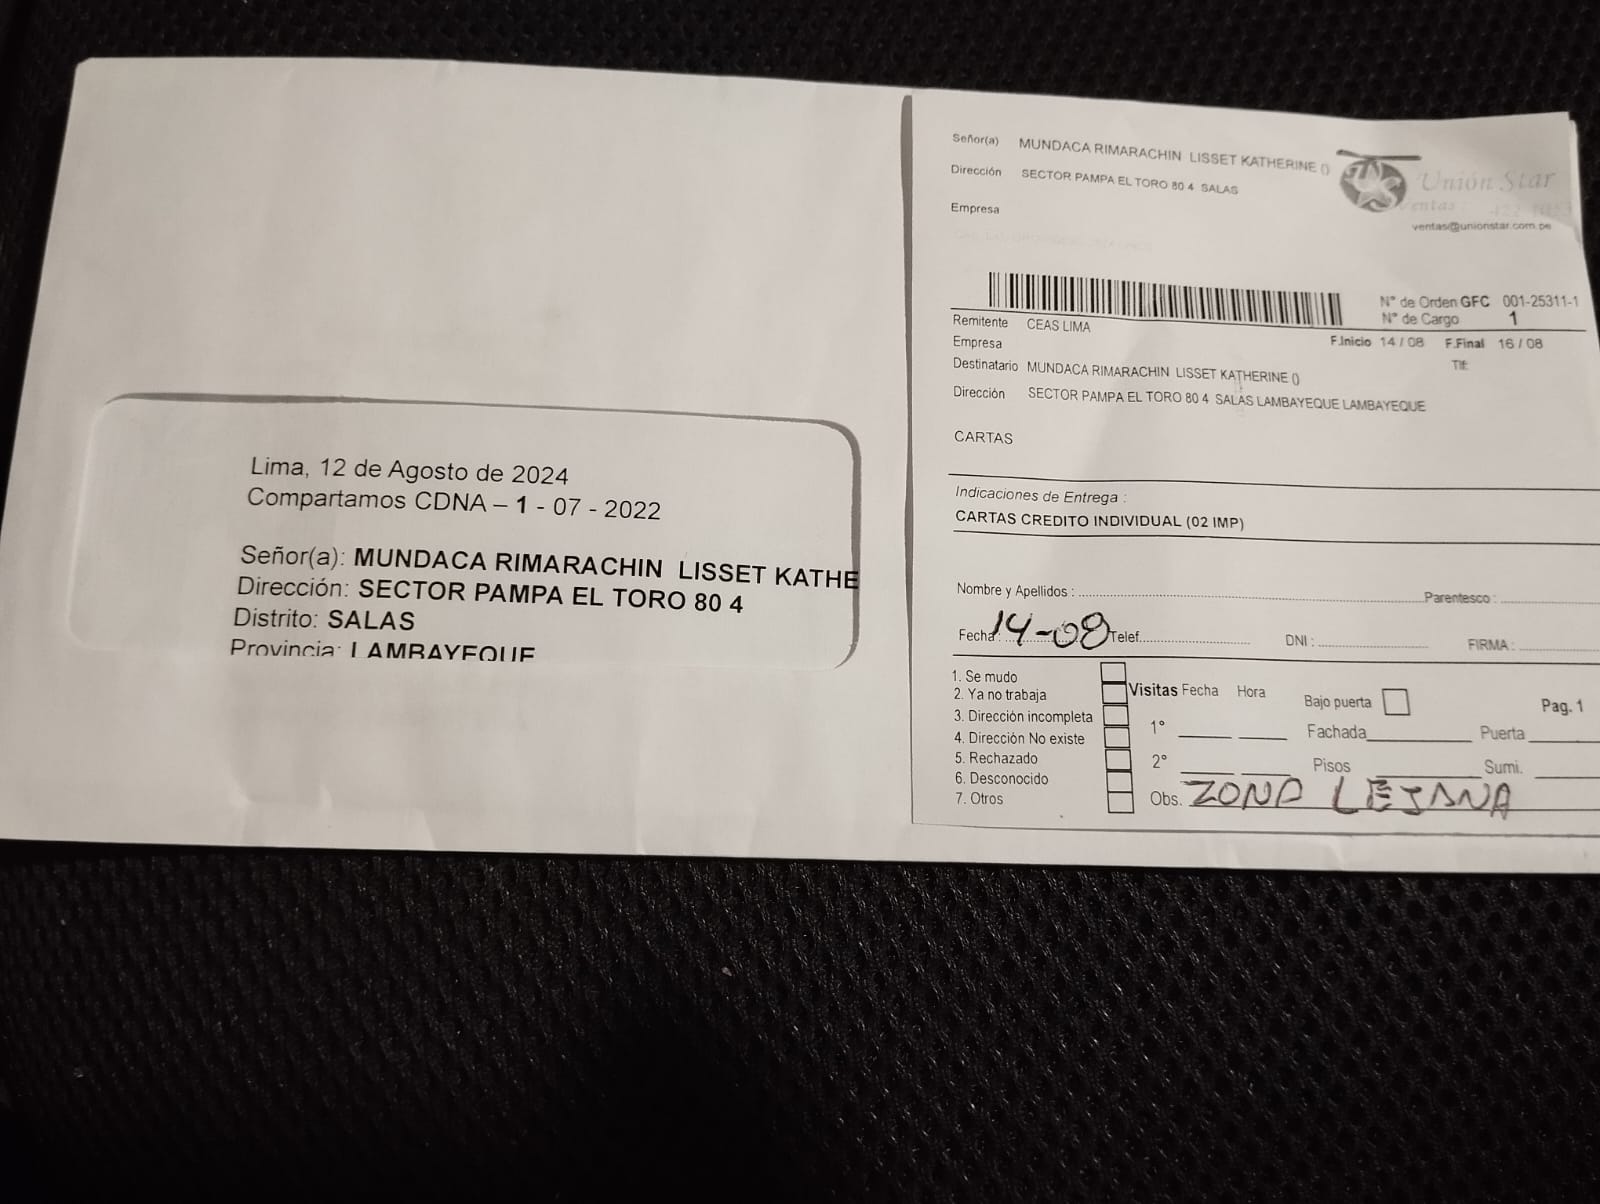 Lima, 12 de Agosto de 2024
Compartamos CDNA – 1 - 07 - 2022
Señor(a): MUNDACA RIMARACHIN LISSET KATHE
Dirección: SECTOR PAMPA EL TORO 80 4
Distrito: SALAS
Provincia: LAMBAYEQUE
Señor(a) MUNDACA RIMARACHIN LISSET KATHERINE ()
Dirección SECTOR PAMPA EL TORO 80 4 SALAS
Empresa
Unión Star
Ventas
ventas@unionstar.com.pe
N° de Orden GFC 001-25311-1
N° de Cargo 1
Remitente CEAS LIMA
Empresa F.Inicio 14 / 08 F.Final 16 / 08
Destinatario MUNDACA RIMARACHIN LISSET KATHERINE () Tlf:
Dirección SECTOR PAMPA EL TORO 80 4 SALAS LAMBAYEQUE LAMBAYEQUE
CARTAS
Indicaciones de Entrega :
CARTAS CREDITO INDIVIDUAL (02 IMP)
Nombre y Apellidos : Parentesco :
Fecha: 14-08 Telef. DNI : FIRMA :
1. Se mudo
2. Ya no trabaja
3. Dirección incompleta
4. Dirección No existe
5. Rechazado
6. Desconocido
7. Otros
Visitas Fecha Hora Bajo puerta Pag. 1
1° Fachada Puerta
2° Pisos Sumi.
Obs. ZONA LEJANA